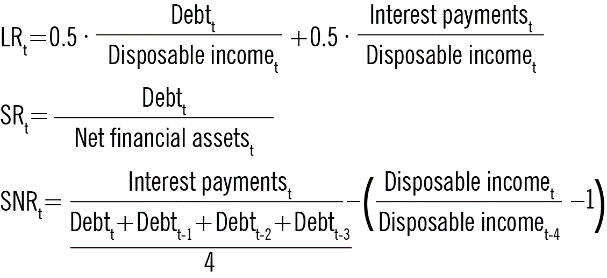 LR_t = 0.5 · Debt_t / Disposable income_t + 0.5 · Interest payments_t / Disposable income_t
SR_t = Debt_t / Net financial assets_t
SNR_t = Interest payments_t / ((Debt_t + Debt_t-1 + Debt_t-2 + Debt_t-3) / 4) − (Disposable income_t / Disposable income_t-4 − 1)